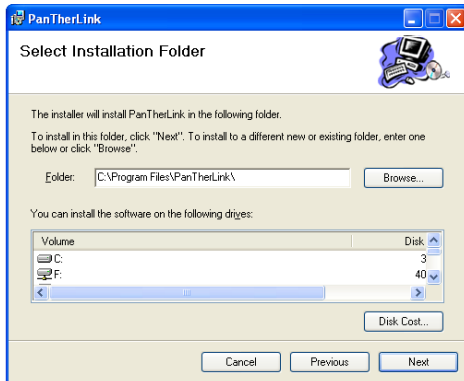 PanTherLink
Select Installation Folder
The installer will install PanTherLink in the following folder.
To install in this folder, click "Next". To install to a different new or existing folder, enter one
below or click "Browse".
Folder: C:\Program Files\PanTherLink\ Browse...
You can install the software on the following drives:
Volume Disk
C: 3
F: 40
Disk Cost...
Cancel Previous Next